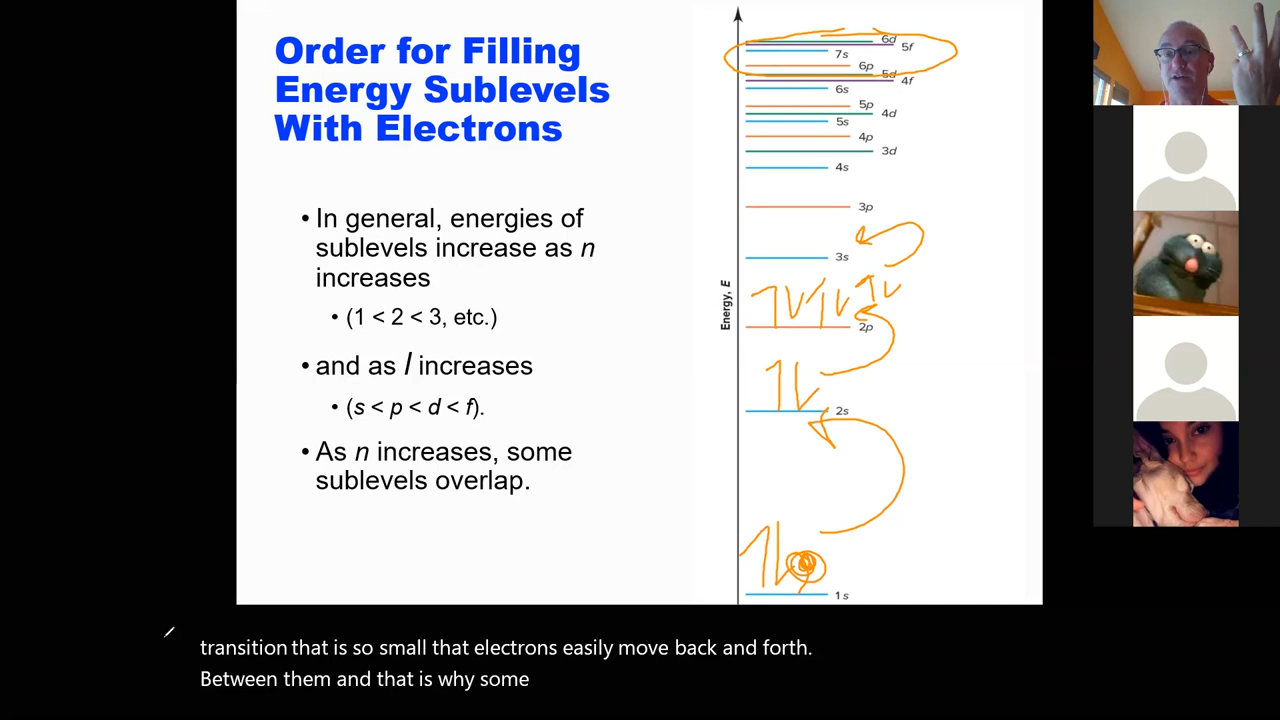 Order for Filling
Energy Sublevels
With Electrons
• In general, energies of
sublevels increase as n
increases
• (1 < 2 < 3, etc.)
• and as l increases
• (s < p < d < f).
• As n increases, some
sublevels overlap.
Energy, E
6d
5f
7s
6p
5d
4f
6s
5p
4d
5s
4p
3d
4s
3p
3s
2p
2s
1s
transition that is so small that electrons easily move back and forth.
Between them and that is why some